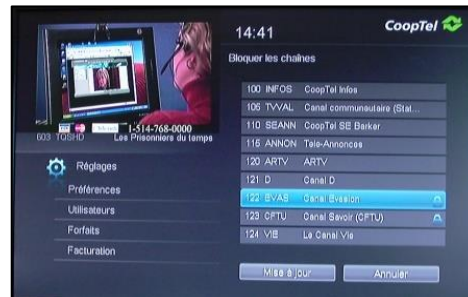 14:41
CoopTel
Bloquer les chaînes
100 INFOS CoopTel Infos
106 TVVAL Canal communautaire (Stat...
110 SEANN CoopTel SE Barker
115 ANNON Tele-Annonces
120 ARTV ARTV
121 D Canal D
122 EVAS Canal Evasion
123 CFTU Canal Savoir (CFTU)
124 VIE Le Canal Vie
Mise à jour
Annuler
1-514-768-0000
603 TQSHD Les Prisonniers du temps
Réglages
Préférences
Utilisateurs
Forfaits
Facturation